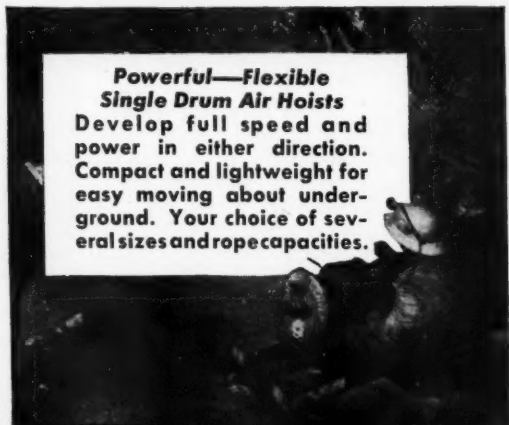 Powerful—Flexible
Single Drum Air Hoists
Develop full speed and
power in either direction.
Compact and lightweight for
easy moving about under-
ground. Your choice of sev-
eral sizes and rope capacities.